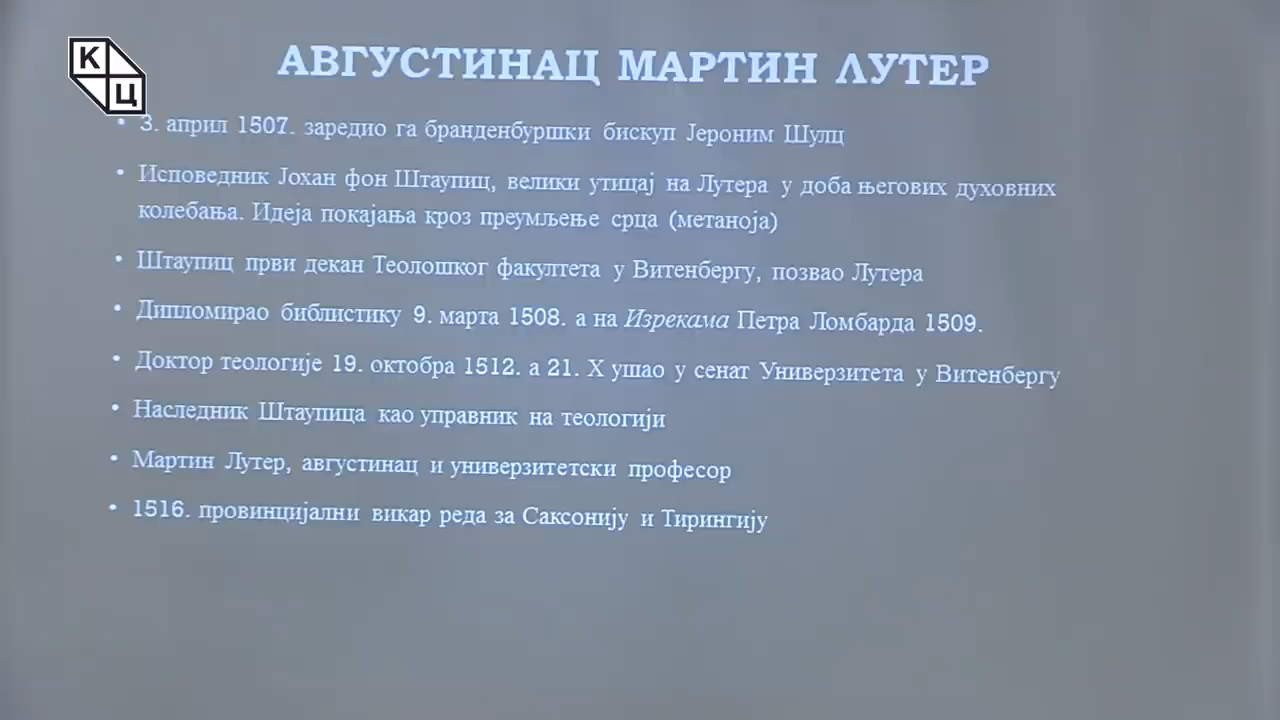 К
Ц
АВГУСТИНАЦ МАРТИН ЛУТЕР
• 3. април 1507. заредио га бранденбуршки бискуп Јероним Шулц
• Исповедник Јохан фон Штаупиц, велики утицај на Лутера у доба његових духовних
колебања. Идеја покајања кроз преумљење срца (метаноја)
• Штаупиц први декан Теолошког факултета у Витенбергу, позвао Лутера
• Дипломирао библистику 9. марта 1508. а на Изрекама Петра Ломбарда 1509.
• Доктор теологије 19. октобра 1512. а 21. X ушао у сенат Универзитета у Витенбергу
• Наследник Штаупица као управник на теологији
• Мартин Лутер, августинац и универзитетски професор
• 1516. провинцијални викар реда за Саксонију и Тирингију